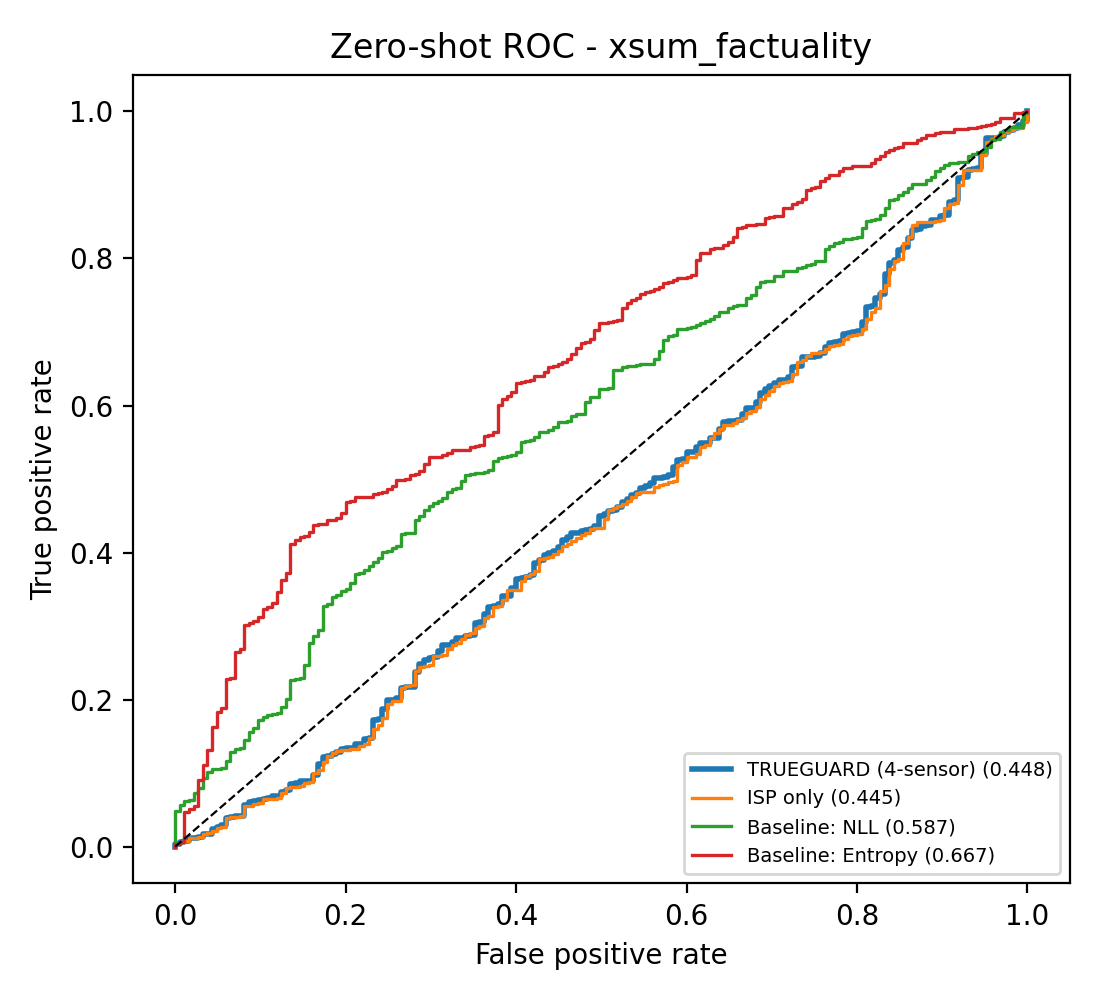 Zero-shot ROC - xsum_factuality
True positive rate
1.0
0.8
0.6
0.4
0.2
0.0
TRUEGUARD (4-sensor) (0.448)
ISP only (0.445)
Baseline: NLL (0.587)
Baseline: Entropy (0.667)
0.0 0.2 0.4 0.6 0.8 1.0
False positive rate